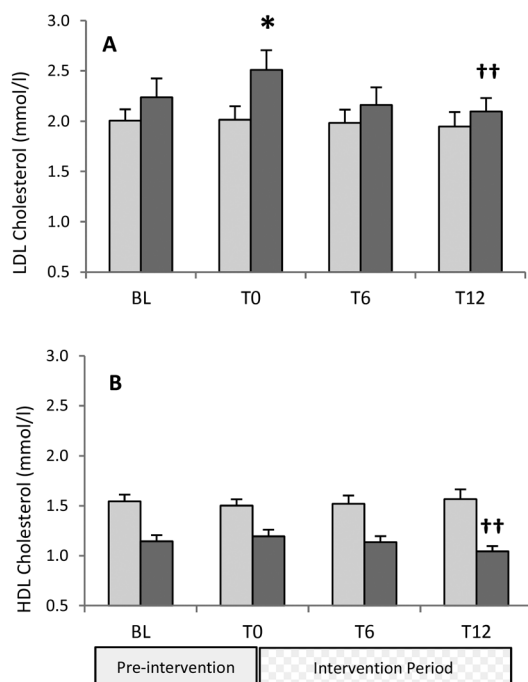 A
*
††
LDL Cholesterol (mmol/l)
3.0
2.5
2.0
1.5
1.0
0.5
BL T0 T6 T12
B
††
HDL Cholesterol (mmol/l)
3.0
2.5
2.0
1.5
1.0
0.5
BL T0 T6 T12
Pre-intervention Intervention Period